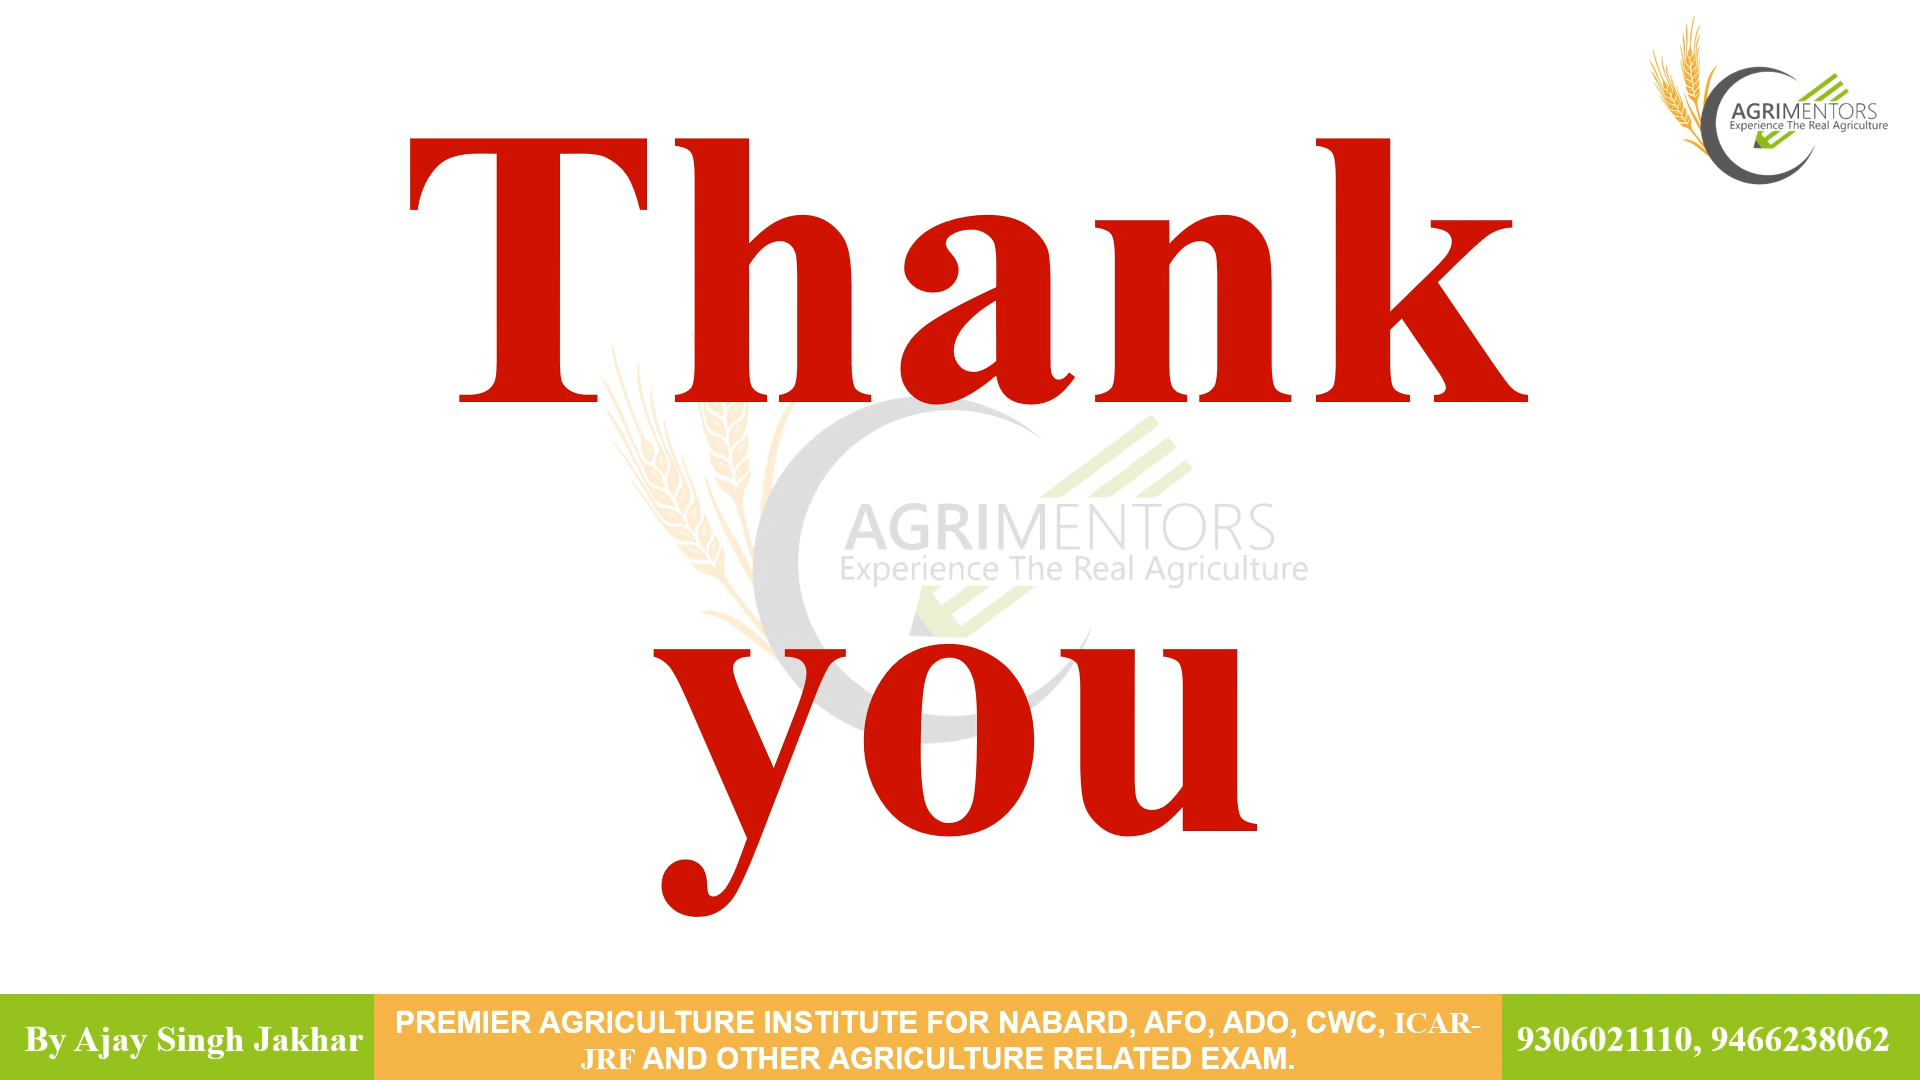 AGRIMENTORS
Experience The Real Agriculture
Thank
AGRIMENTORS
Experience The Real Agriculture
you
By Ajay Singh Jakhar
PREMIER AGRICULTURE INSTITUTE FOR NABARD, AFO, ADO, CWC, ICAR-
JRF AND OTHER AGRICULTURE RELATED EXAM.
9306021110, 9466238062